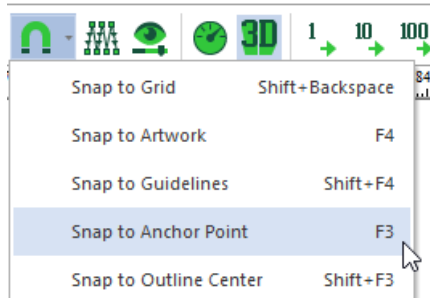 3D 1 10 100
84
Snap to Grid Shift+Backspace
Snap to Artwork F4
Snap to Guidelines Shift+F4
Snap to Anchor Point F3
Snap to Outline Center Shift+F3